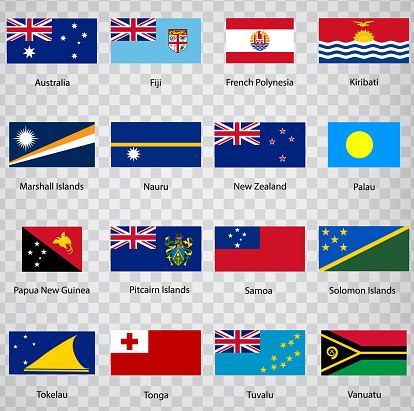 Australia Fiji French Polynesia Kiribati
Marshall Islands Nauru New Zealand Palau
Papua New Guinea Pitcairn Islands Samoa Solomon Islands
Tokelau Tonga Tuvalu Vanuatu